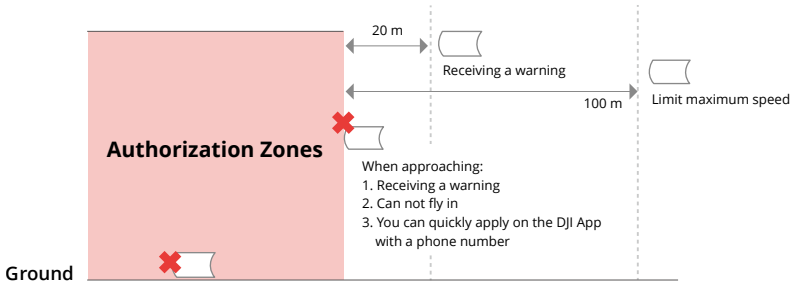 20 m
Receiving a warning
100 m
Limit maximum speed
Authorization Zones
When approaching:
1. Receiving a warning
2. Can not fly in
3. You can quickly apply on the DJI App
with a phone number
Ground